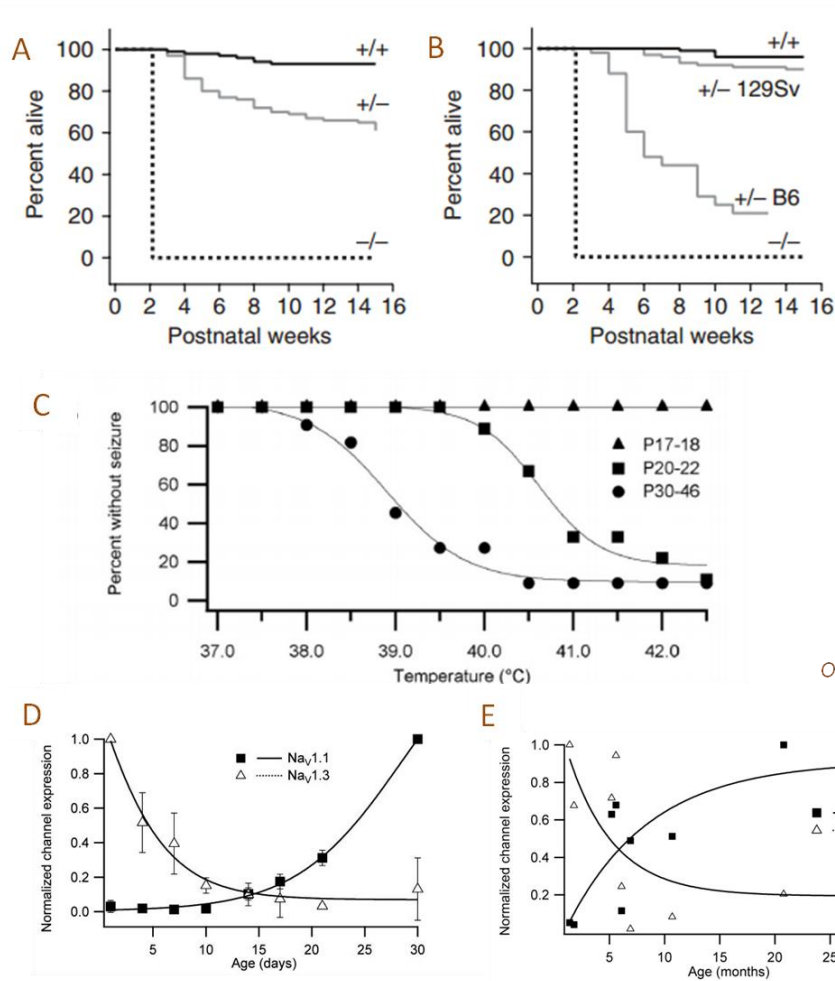 A
100
80
60
40
20
0
Percent alive
+/+
+/−
−/−
0 2 4 6 8 10 12 14 16
Postnatal weeks
B
100
80
60
40
20
0
Percent alive
+/+
+/− 129Sv
+/− B6
−/−
0 2 4 6 8 10 12 14 16
Postnatal weeks
C
100
80
60
40
20
0
Percent without seizure
P17-18
P20-22
P30-46
37.0 38.0 39.0 40.0 41.0 42.0
Temperature (°C)
O
D
1.0
0.8
0.6
0.4
0.2
0.0
Normalized channel expression
NaV1.1
NaV1.3
5 10 15 20 25 30
Age (days)
E
1.0
0.8
0.6
0.4
0.2
Normalized channel expression
5 10 15 20 25
Age (months)